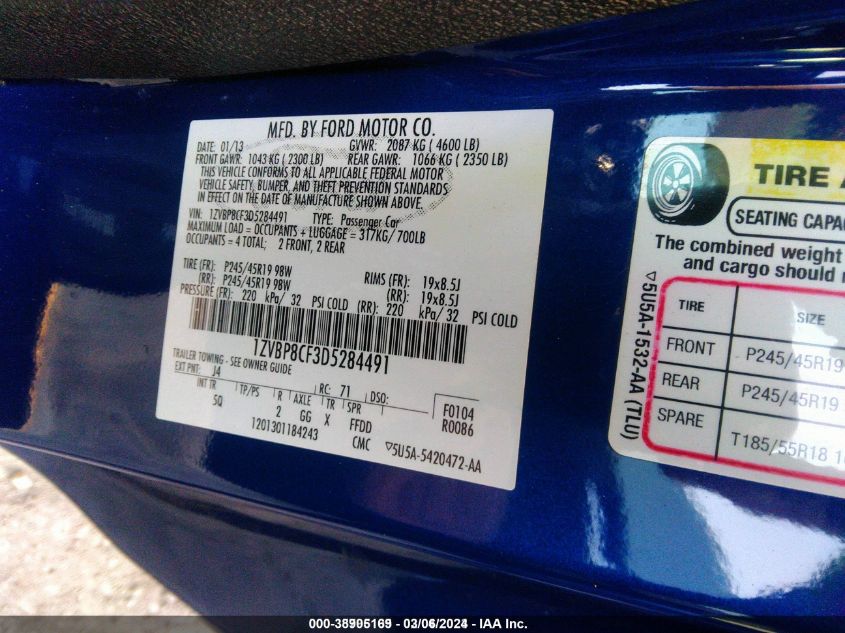 MFD. BY FORD MOTOR CO.
DATE: 01/13 GVWR: 2087 KG ( 4600 LB)
FRONT GAWR: 1043 KG ( 2300 LB) REAR GAWR: 1066 KG ( 2350 LB)
THIS VEHICLE CONFORMS TO ALL APPLICABLE FEDERAL MOTOR
VEHICLE SAFETY, BUMPER, AND THEFT PREVENTION STANDARDS
IN EFFECT ON THE DATE OF MANUFACTURE SHOWN ABOVE.
VIN: 1ZVBP8CF3D5284491 TYPE: Passenger Car
MAXIMUM LOAD = OCCUPANTS + LUGGAGE = 317KG/ 700LB
OCCUPANTS = 4 TOTAL; 2 FRONT, 2 REAR
TIRE (FR): P245/45R19 98W RIMS (FR): 19x8.5J
(RR): P245/45R19 98W (RR): 19x8.5J
PRESSURE (FR): 220 kPa/ 32 PSI COLD (RR): 220 kPa/ 32 PSI COLD
1ZVBP8CF3D5284491
TRAILER TOWING - SEE OWNER GUIDE
EXT PNT: J4 RC: 71 DSO:
INT TR TP/PS R AXLE TR SPR F0104
5Q 2 GG X FFDD R0086
1201301184243 CMC ▽5U5A-5420472-AA
TIRE A
SEATING CAPA
The combined weight
and cargo should
▽5U5A-1532-AA (TLU)
TIRE SIZE
FRONT P245/45R19
REAR P245/45R19
SPARE T185/55R18
000-38905169 - 03/06/2024 - IAA Inc.